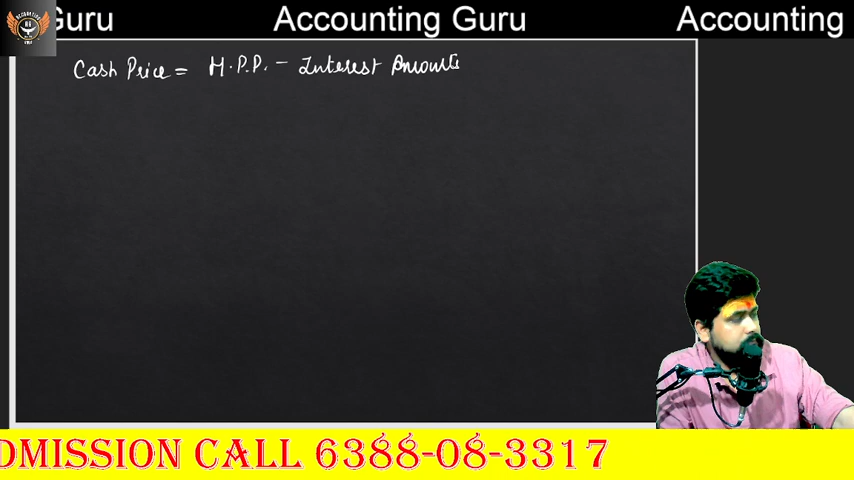 Guru Accounting Guru Accounting
Cash Price = H.P.P. - Interest Amount
DMISSION CALL 6388-08-3317